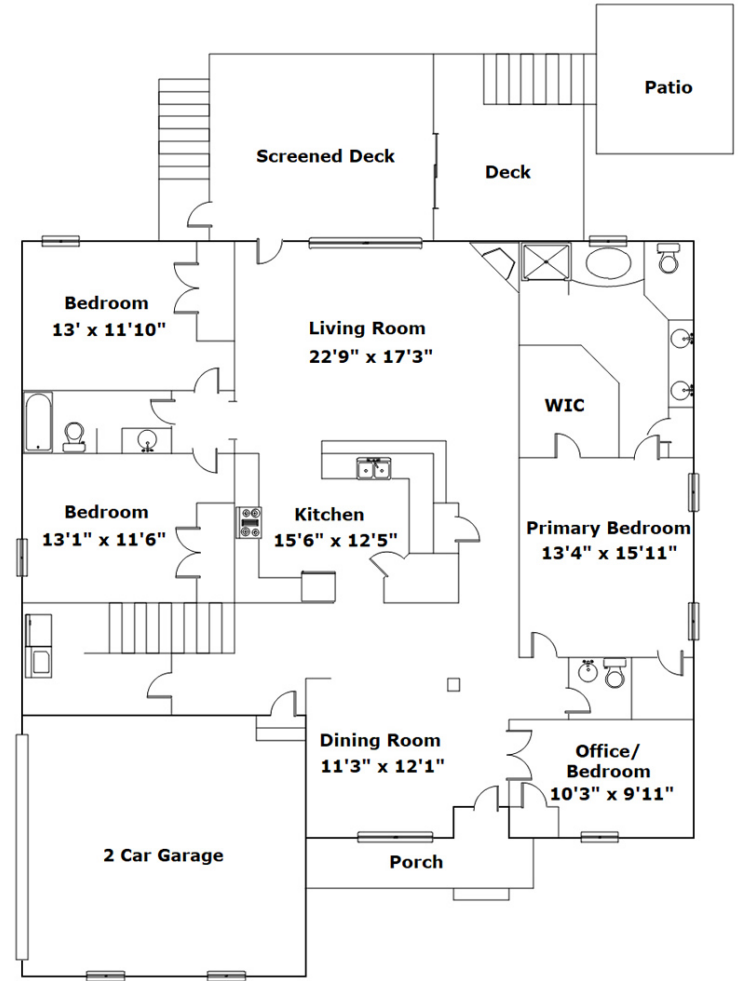 Patio
Screened Deck
Deck
Bedroom
13' x 11'10"
Living Room
22'9" x 17'3"
WIC
Bedroom
13'1" x 11'6"
Kitchen
15'6" x 12'5"
Primary Bedroom
13'4" x 15'11"
Dining Room
11'3" x 12'1"
Office/
Bedroom
10'3" x 9'11"
2 Car Garage
Porch